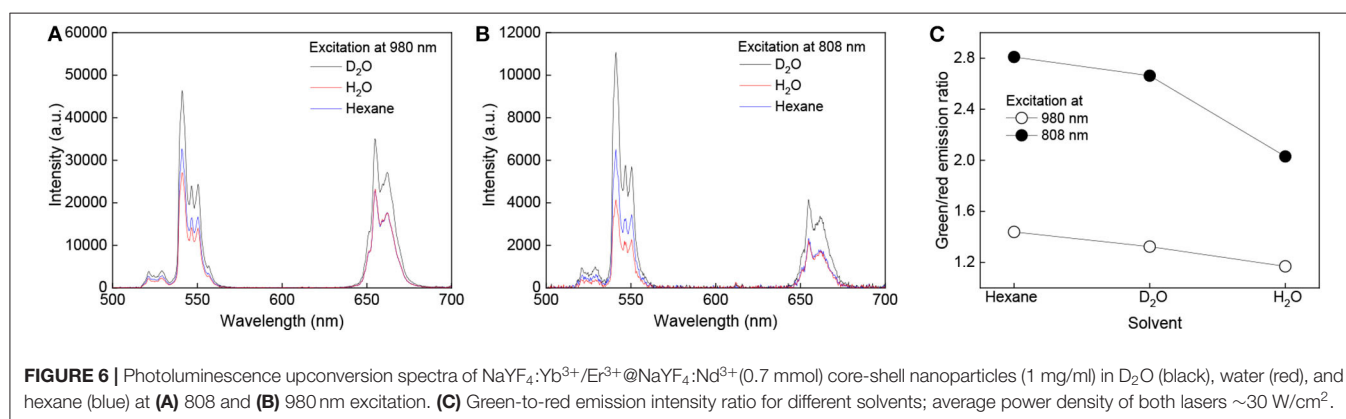 A
Excitation at 980 nm
D₂O
H₂O
Hexane
60000
50000
40000
30000
20000
10000
0
Intensity (a.u.)
500
550
600
650
700
Wavelength (nm)
B
Excitation at 808 nm
D₂O
H₂O
Hexane
12000
10000
8000
6000
4000
2000
0
Intensity (a.u.)
500
550
600
650
700
Wavelength (nm)
C
2.8
2.4
2.0
1.6
1.2
Green/red emission ratio
Excitation at
980 nm
808 nm
Hexane
D₂O
H₂O
Solvent
FIGURE 6 | Photoluminescence upconversion spectra of NaYF₄:Yb³⁺/Er³⁺@NaYF₄:Nd³⁺(0.7 mmol) core-shell nanoparticles (1 mg/ml) in D₂O (black), water (red), and
hexane (blue) at (A) 808 and (B) 980 nm excitation. (C) Green-to-red emission intensity ratio for different solvents; average power density of both lasers ∼30 W/cm².